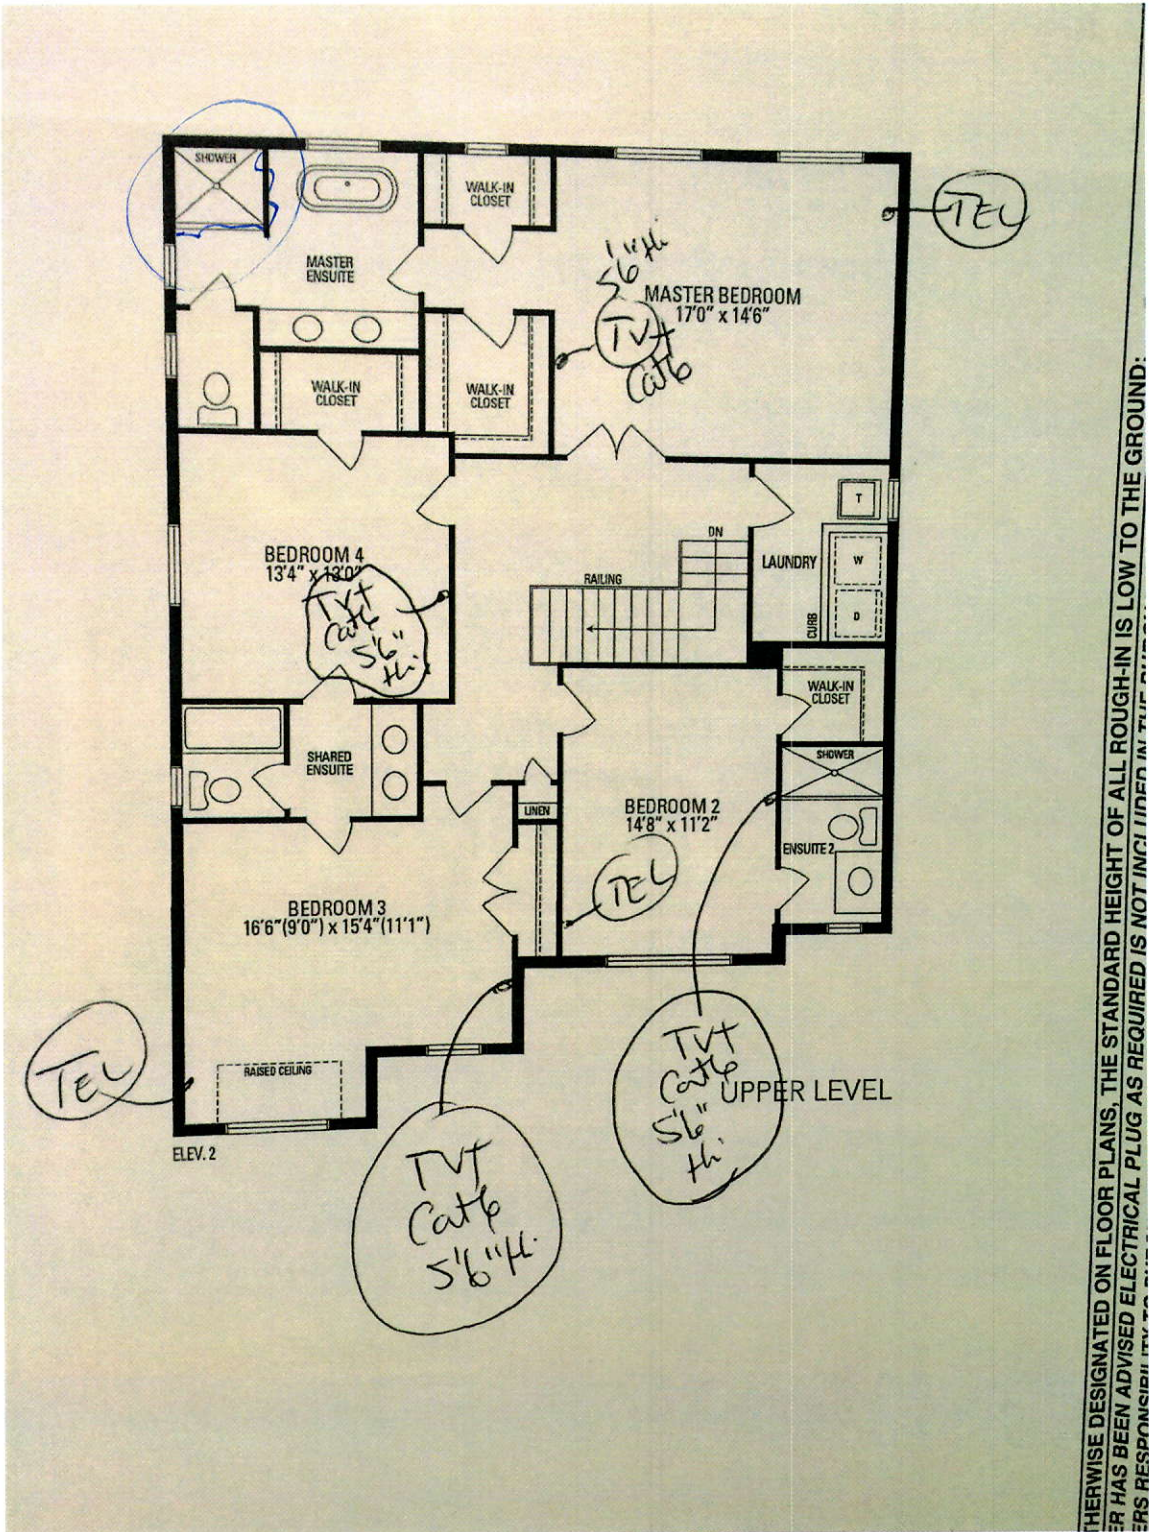 SHOWER
WALK-IN
CLOSET
TEL
MASTER
ENSUITE
5'6" Hi
MASTER BEDROOM
17'0" x 14'6"
TV+
Cat6
WALK-IN
CLOSET
WALK-IN
CLOSET
T
DN
BEDROOM 4
13'4" x 13'0"
LAUNDRY
W
RAILING
TV+
Cat6
5'6"
Hi.
CURB
D
WALK-IN
CLOSET
SHARED
ENSUITE
SHOWER
LINEN
BEDROOM 2
14'8" x 11'2"
ENSUITE 2
TEL
BEDROOM 3
16'6"(9'0") x 15'4"(11'1")
TEL
RAISED CEILING
TV+
Cat6
5'6"
Hi.
UPPER LEVEL
ELEV. 2
TV+
Cat6
5'6" Hi.
THERWISE DESIGNATED ON FLOOR PLANS, THE STANDARD HEIGHT OF ALL ROUGH-IN IS LOW TO THE GROUND:
ER HAS BEEN ADVISED ELECTRICAL PLUG AS REQUIRED IS NOT INCLUDED IN THE
ERS RESPONSIBILITY TO